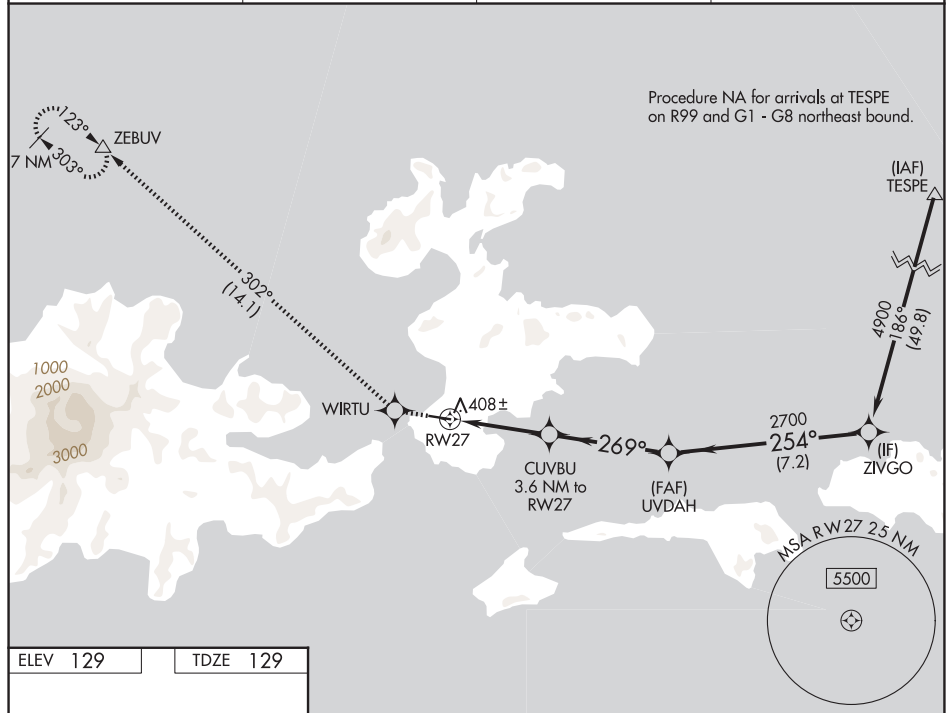 Procedure NA for arrivals at TESPE
on R99 and G1 - G8 northeast bound.
123°
303°
7 NM
ZEBUV
(IAF)
TESPE
302°
(14.1)
4900
186°
(49.8)
1000
2000
3000
WIRTU
408±
RW27
CUVBU
3.6 NM to
RW27
269°
(FAF)
UVDAH
2700
254°
(7.2)
(IF)
ZIVGO
MSA RW27 25 NM
5500
ELEV 129
TDZE 129